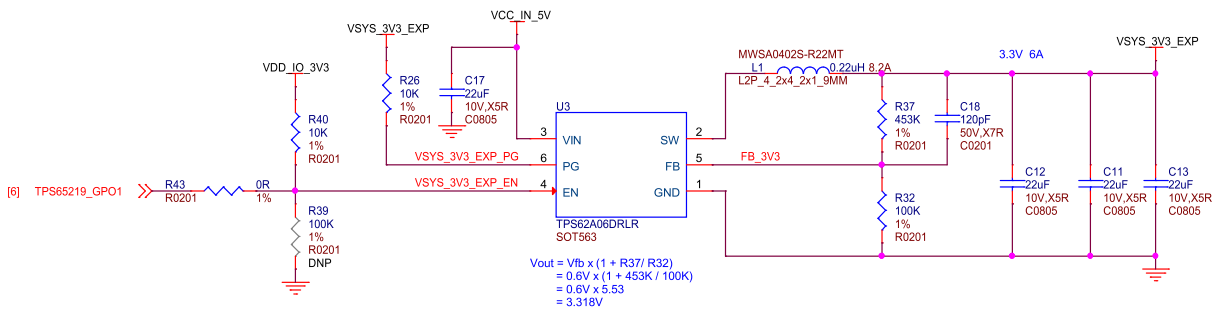 VCC_IN_5V
VSYS_3V3_EXP
VSYS_3V3_EXP
3.3V 6A
MWSA0402S-R22MT
L1 0.22uH 8.2A
L2P_4_2x4_2x1_9MM
VDD_IO_3V3
R26
10K
1%
R0201
C17
22uF
10V,X5R
C0805
U3
R37
453K
1%
R0201
C18
120pF
50V,X7R
C0201
R40
10K
1%
R0201
3 VIN SW 2
VSYS_3V3_EXP_PG 6 PG FB 5 FB_3V3
VSYS_3V3_EXP_EN 4 EN GND 1
[6] TPS65219_GPO1
R43
R0201
0R
1%
R39
100K
1%
R0201
DNP
TPS62A06DRLR
SOT563
R32
100K
1%
R0201
C12
22uF
10V,X5R
C0805
C11
22uF
10V,X5R
C0805
C13
22uF
10V,X5R
C0805
Vout = Vfb x (1 + R37/ R32)
= 0.6V x (1 + 453K / 100K)
= 0.6V x 5.53
= 3.318V